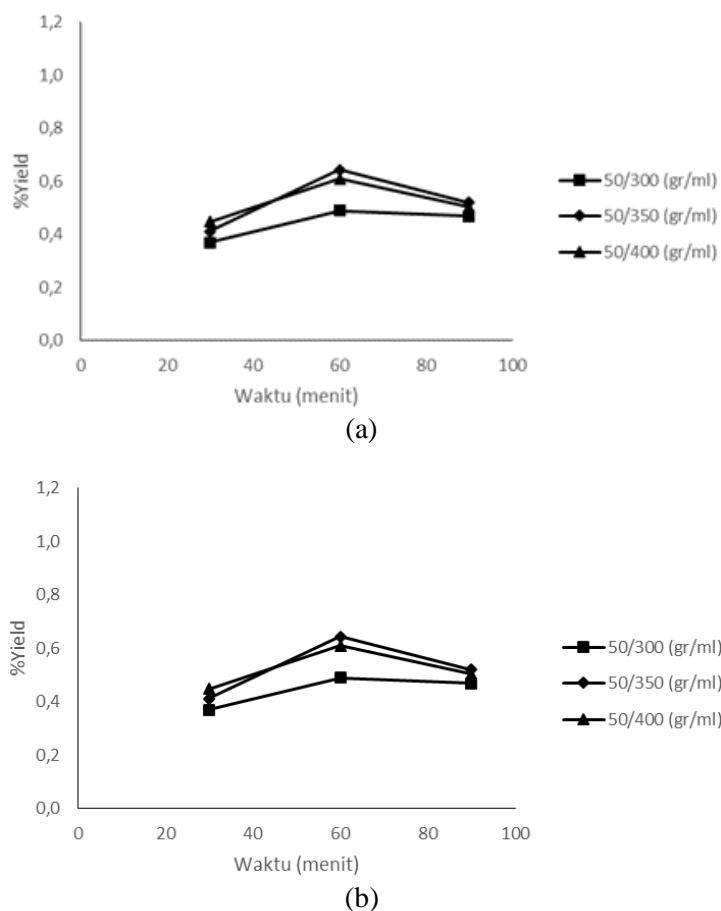 1,2
1,0
0,8
0,6
0,4
0,2
0,0
%Yield
0 20 40 60 80 100
Waktu (menit)
50/300 (gr/ml)
50/350 (gr/ml)
50/400 (gr/ml)
(a)
1,2
1,0
0,8
0,6
0,4
0,2
0,0
%Yield
0 20 40 60 80 100
Waktu (menit)
50/300 (gr/ml)
50/350 (gr/ml)
50/400 (gr/ml)
(b)